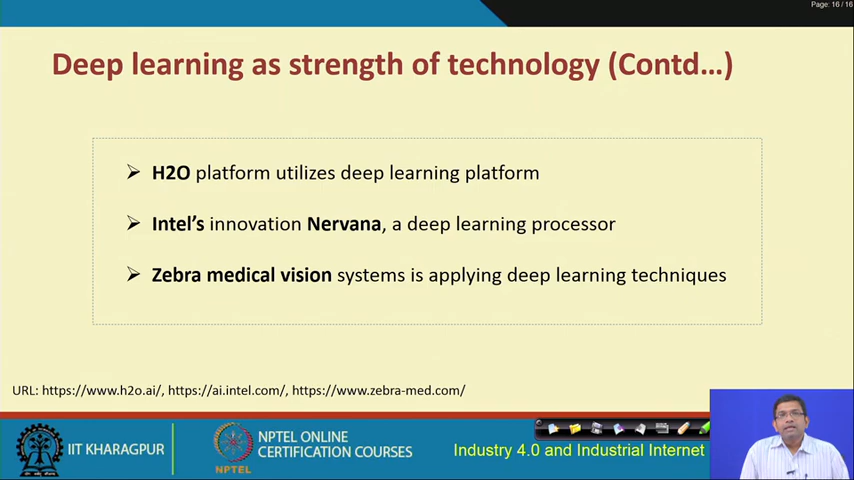 Page: 16 / 16
Deep learning as strength of technology (Contd…)
➢ H2O platform utilizes deep learning platform
➢ Intel’s innovation Nervana, a deep learning processor
➢ Zebra medical vision systems is applying deep learning techniques
URL: https://www.h2o.ai/, https://ai.intel.com/, https://www.zebra-med.com/
IIT KHARAGPUR
NPTEL
NPTEL ONLINE
CERTIFICATION COURSES
Industry 4.0 and Industrial Internet